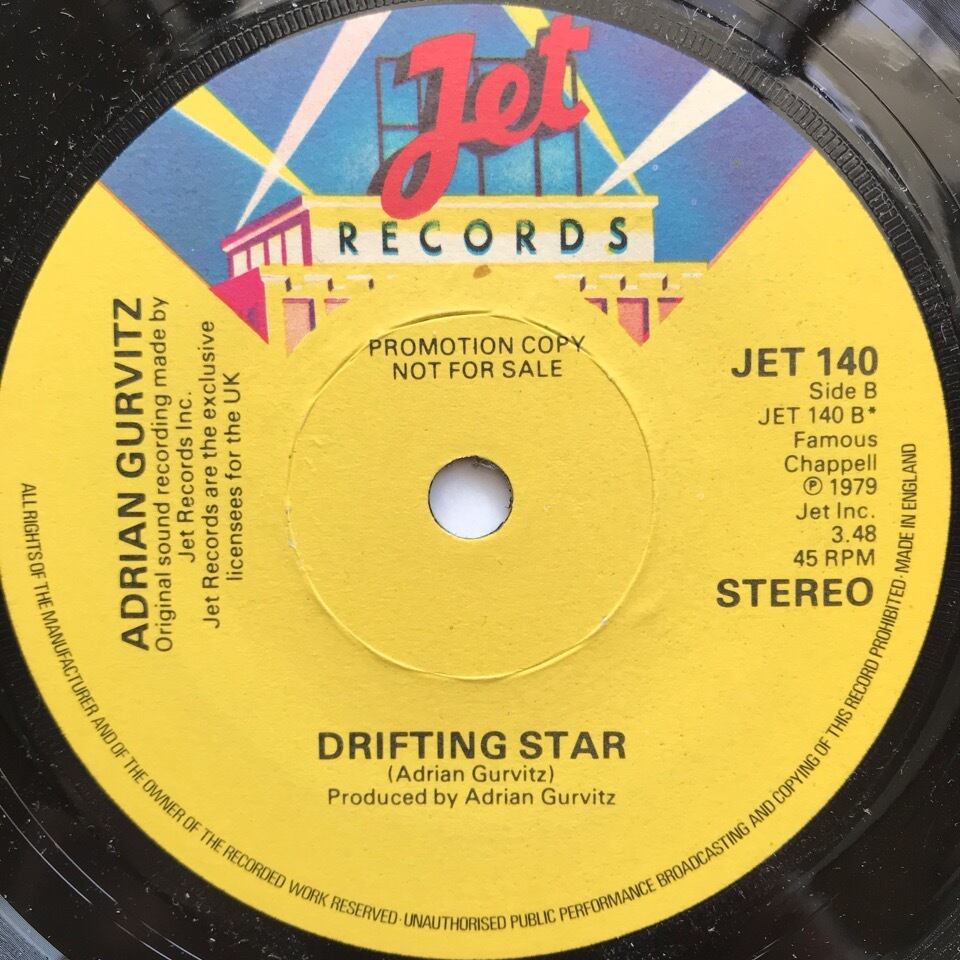 Jet
RECORDS
PROMOTION COPY
NOT FOR SALE
ADRIAN GURVITZ
Original sound recording made by
Jet Records Inc.
Jet Records are the exclusive
licensees for the UK
JET 140
Side B
JET 140 B*
Famous
Chappell
℗ 1979
Jet Inc.
3.48
45 RPM
STEREO
DRIFTING STAR
(Adrian Gurvitz)
Produced by Adrian Gurvitz
ALL RIGHTS OF THE MANUFACTURER AND OF THE OWNER OF THE RECORDED WORK RESERVED · UNAUTHORISED PUBLIC PERFORMANCE BROADCASTING AND COPYING OF THIS RECORD PROHIBITED · MADE IN ENGLAND